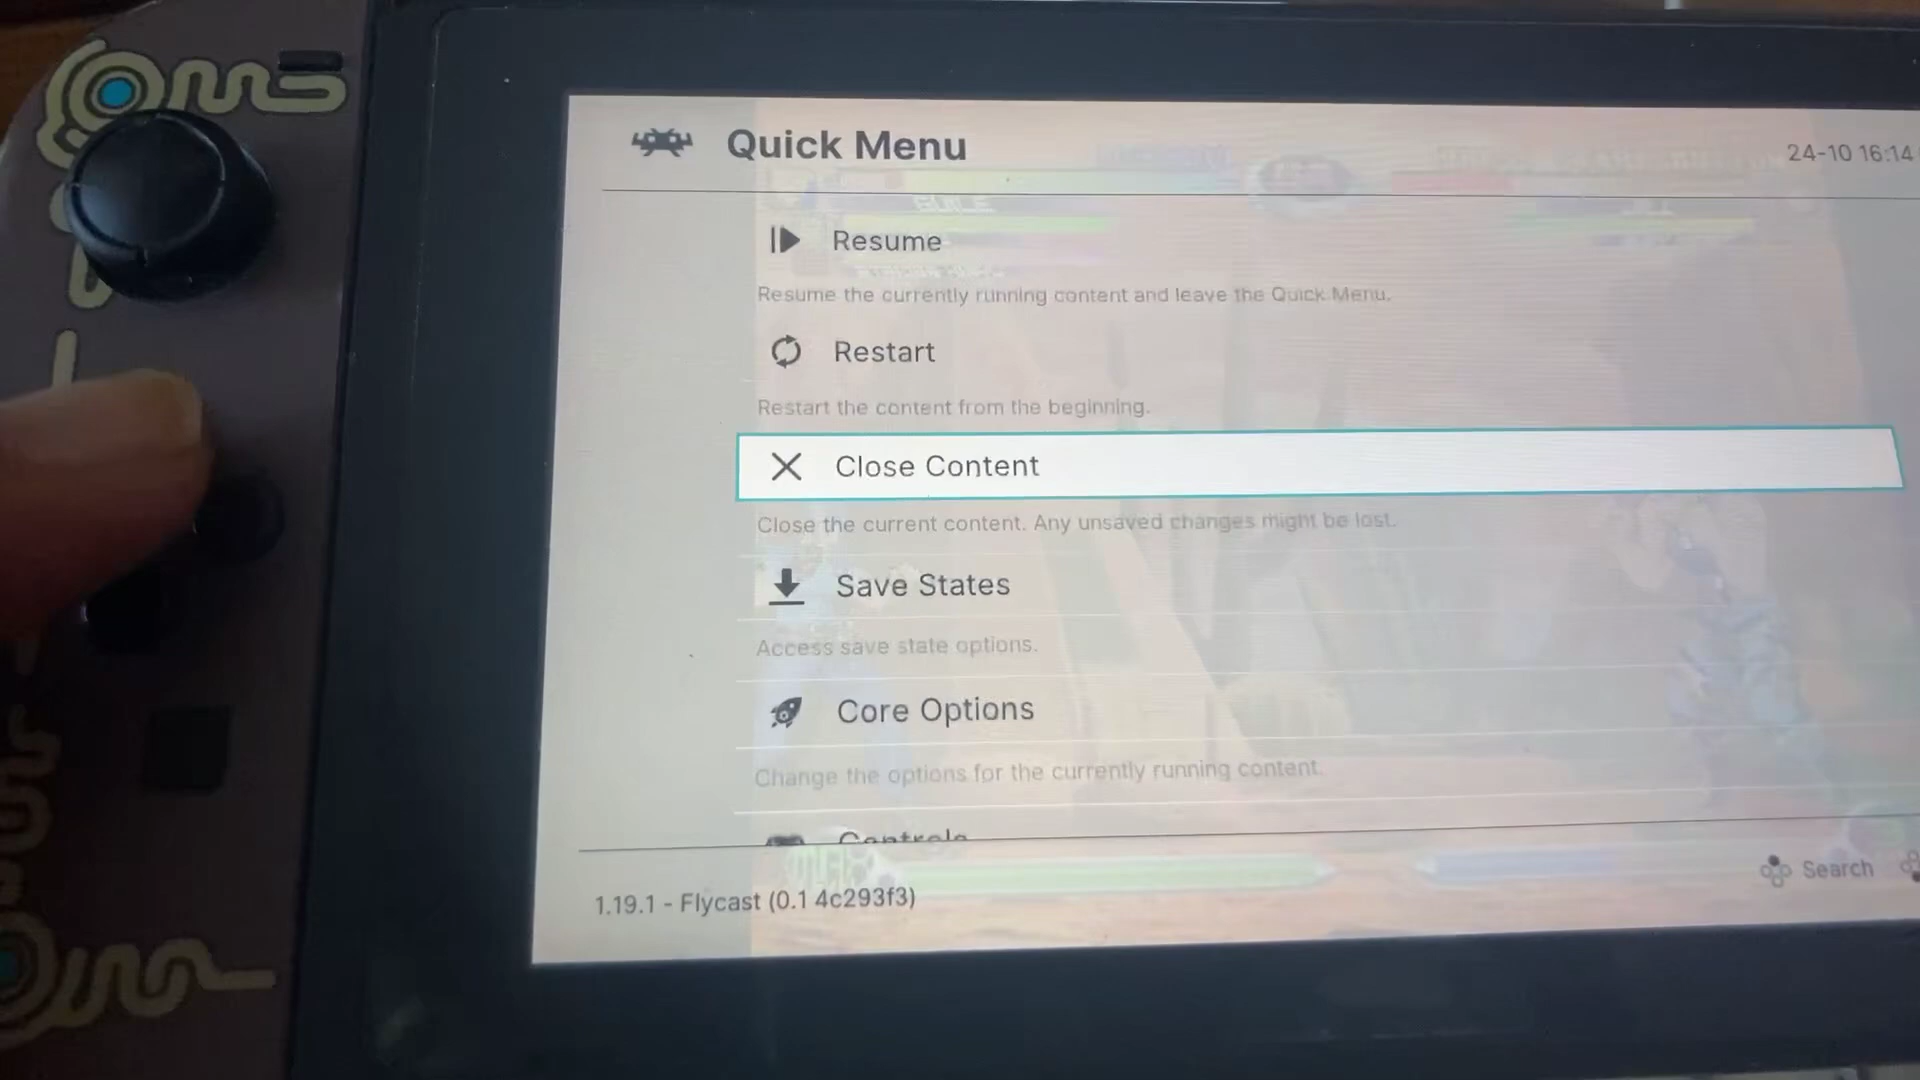 Quick Menu
24-10 16:14
GUILE
Resume
Resume the currently running content and leave the Quick Menu.
Restart
Restart the content from the beginning.
Close Content
Close the current content. Any unsaved changes might be lost.
Save States
Access save state options.
Core Options
Change the options for the currently running content.
Controls
Search
1.19.1 - Flycast (0.1 4c293f3)